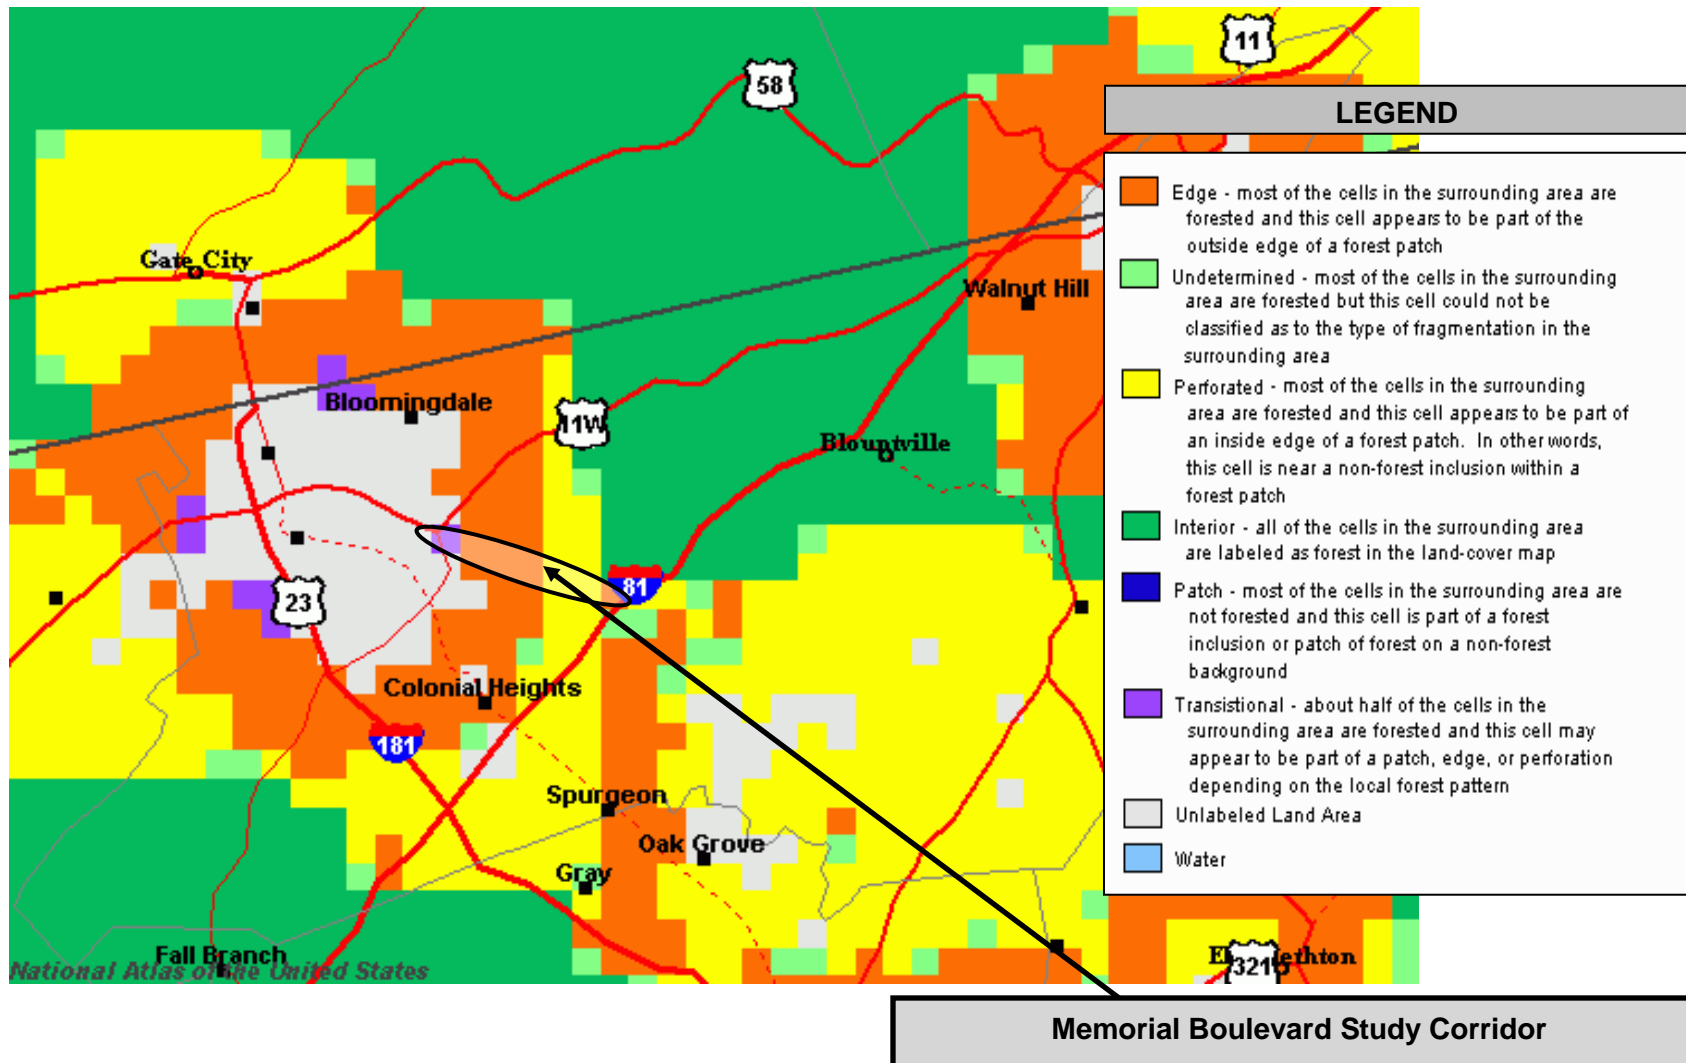 11
58
LEGEND
Edge - most of the cells in the surrounding area are
forested and this cell appears to be part of the
outside edge of a forest patch
Gate City
Undetermined - most of the cells in the surrounding
area are forested but this cell could not be
classified as to the type of fragmentation in the
surrounding area
Walnut Hill
Perforated - most of the cells in the surrounding
area are forested and this cell appears to be part of
an inside edge of a forest patch. In other words,
this cell is near a non-forest inclusion within a
forest patch
Bloomingdale
11W
Blountville
Interior - all of the cells in the surrounding area
are labeled as forest in the land-cover map
81
23
Patch - most of the cells in the surrounding area are
not forested and this cell is part of a forest
inclusion or patch of forest on a non-forest
background
Colonial Heights
Transistional - about half of the cells in the
surrounding area are forested and this cell may
appear to be part of a patch, edge, or perforation
depending on the local forest pattern
181
Spurgeon
Unlabeled Land Area
Oak Grove
Water
Gray
Fall Branch
321
National Atlas of the United States
Memorial Boulevard Study Corridor